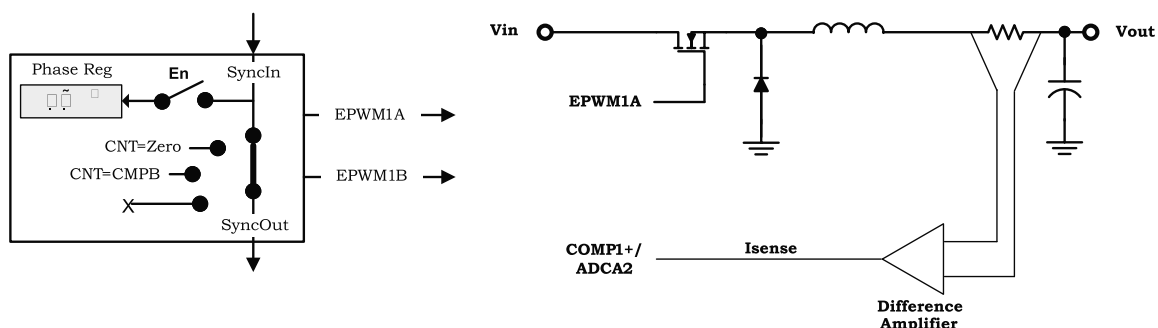 Phase Reg
En
SyncIn
CNT=Zero
CNT=CMPB
X
SyncOut
EPWM1A
EPWM1B
Vin
Vout
EPWM1A
COMP1+/
ADCA2
Isense
Difference
Amplifier